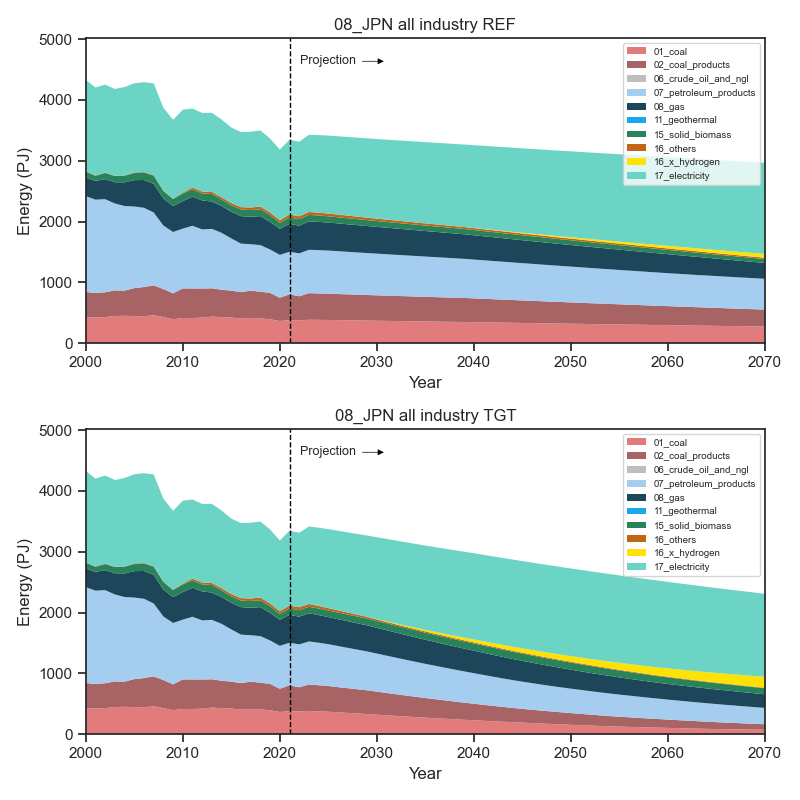 08_JPN all industry REF
5000
4000
3000
2000
1000
0
Energy (PJ)
Projection
01_coal
02_coal_products
06_crude_oil_and_ngl
07_petroleum_products
08_gas
11_geothermal
15_solid_biomass
16_others
16_x_hydrogen
17_electricity
2000 2010 2020 2030 2040 2050 2060 2070
Year
08_JPN all industry TGT
5000
4000
3000
2000
1000
0
Energy (PJ)
Projection
01_coal
02_coal_products
06_crude_oil_and_ngl
07_petroleum_products
08_gas
11_geothermal
15_solid_biomass
16_others
16_x_hydrogen
17_electricity
2000 2010 2020 2030 2040 2050 2060 2070
Year